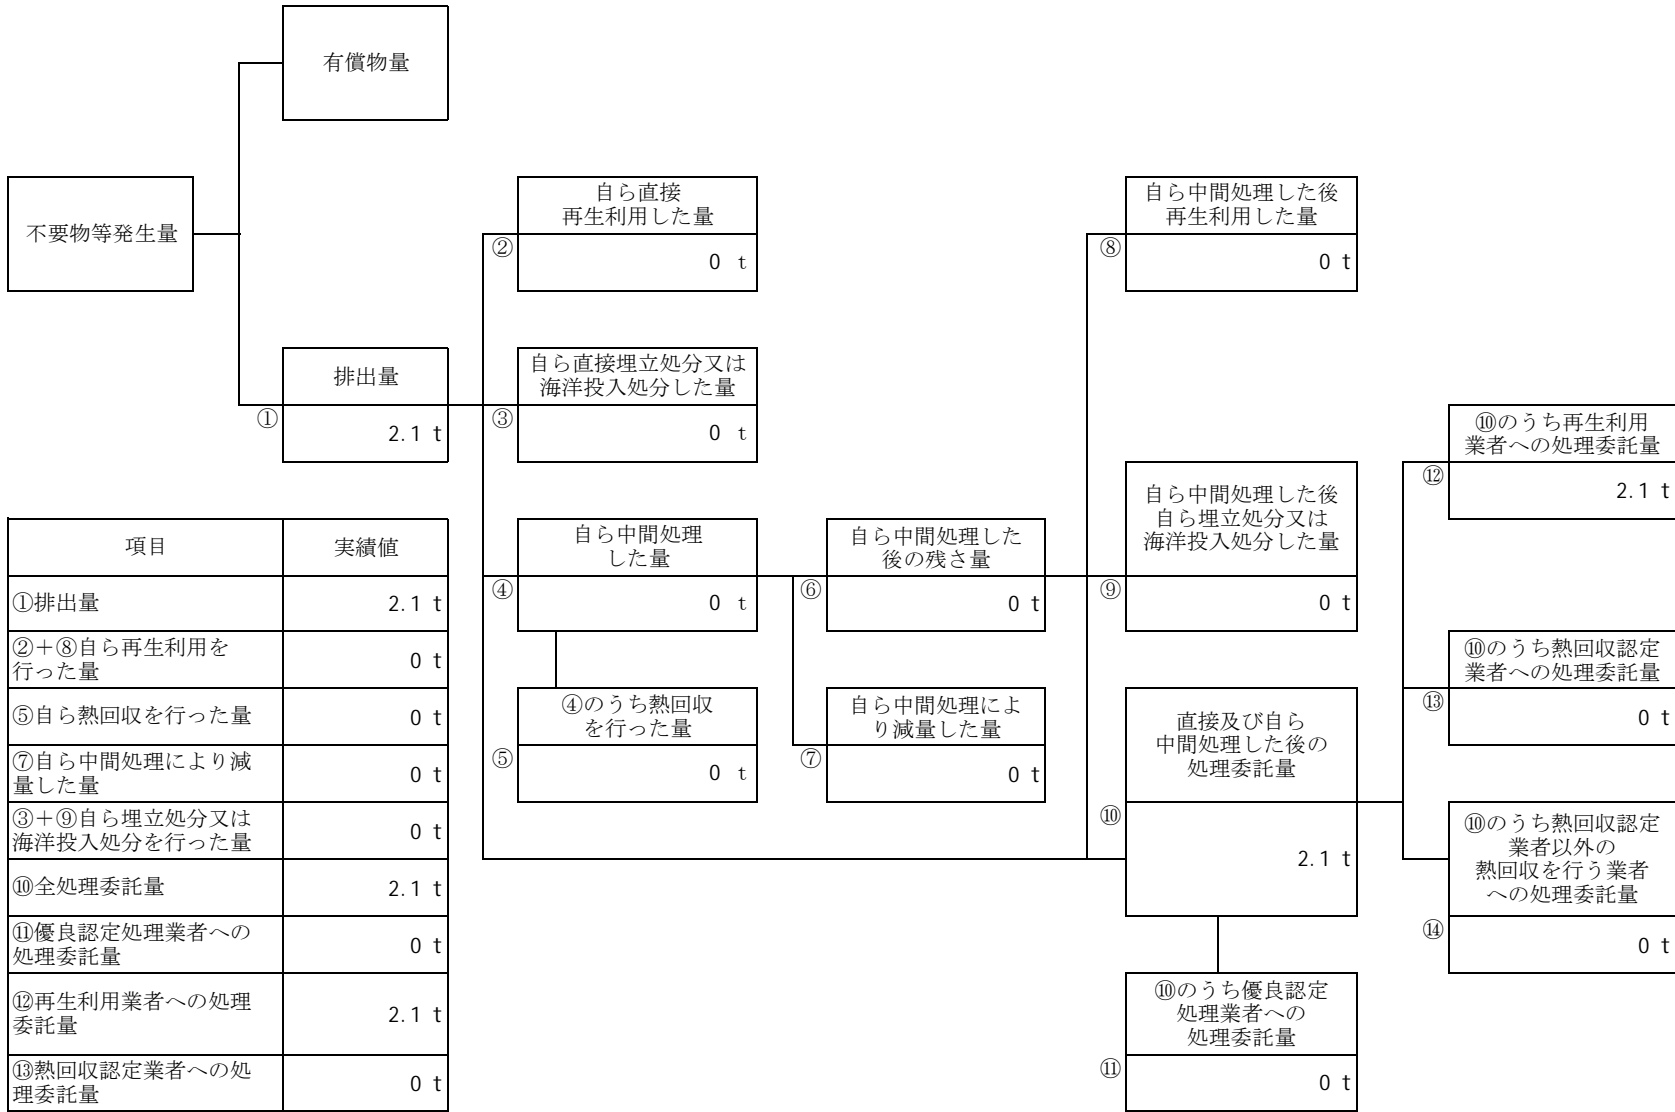 有償物量
不要物等発生量
自ら直接
再生利用した量
②
0 t
自ら中間処理した後
再生利用した量
⑧
0 t
排出量
①
2.1 t
自ら直接埋立処分又は
海洋投入処分した量
③
0 t
⑩のうち再生利用
業者への処理委託量
⑫
2.1 t
自ら中間処理
した量
④
0 t
自ら中間処理した
後の残さ量
⑥
0 t
自ら中間処理した後
自ら埋立処分又は
海洋投入処分した量
⑨
0 t
⑩のうち熱回収認定
業者への処理委託量
⑬
0 t
④のうち熱回収
を行った量
⑤
0 t
自ら中間処理によ
り減量した量
⑦
0 t
直接及び自ら
中間処理した後の
処理委託量
⑩
2.1 t
⑩のうち熱回収認定
業者以外の
熱回収を行う業者
への処理委託量
⑭
0 t
⑩のうち優良認定
処理業者への
処理委託量
⑪
0 t
項目 実績値
①排出量 2.1 t
②+⑧自ら再生利用を
行った量 0 t
⑤自ら熱回収を行った量 0 t
⑦自ら中間処理により減
量した量 0 t
③+⑨自ら埋立処分又は
海洋投入処分を行った量 0 t
⑩全処理委託量 2.1 t
⑪優良認定処理業者への
処理委託量 0 t
⑫再生利用業者への処理
委託量 2.1 t
⑬熱回収認定業者への処
理委託量 0 t